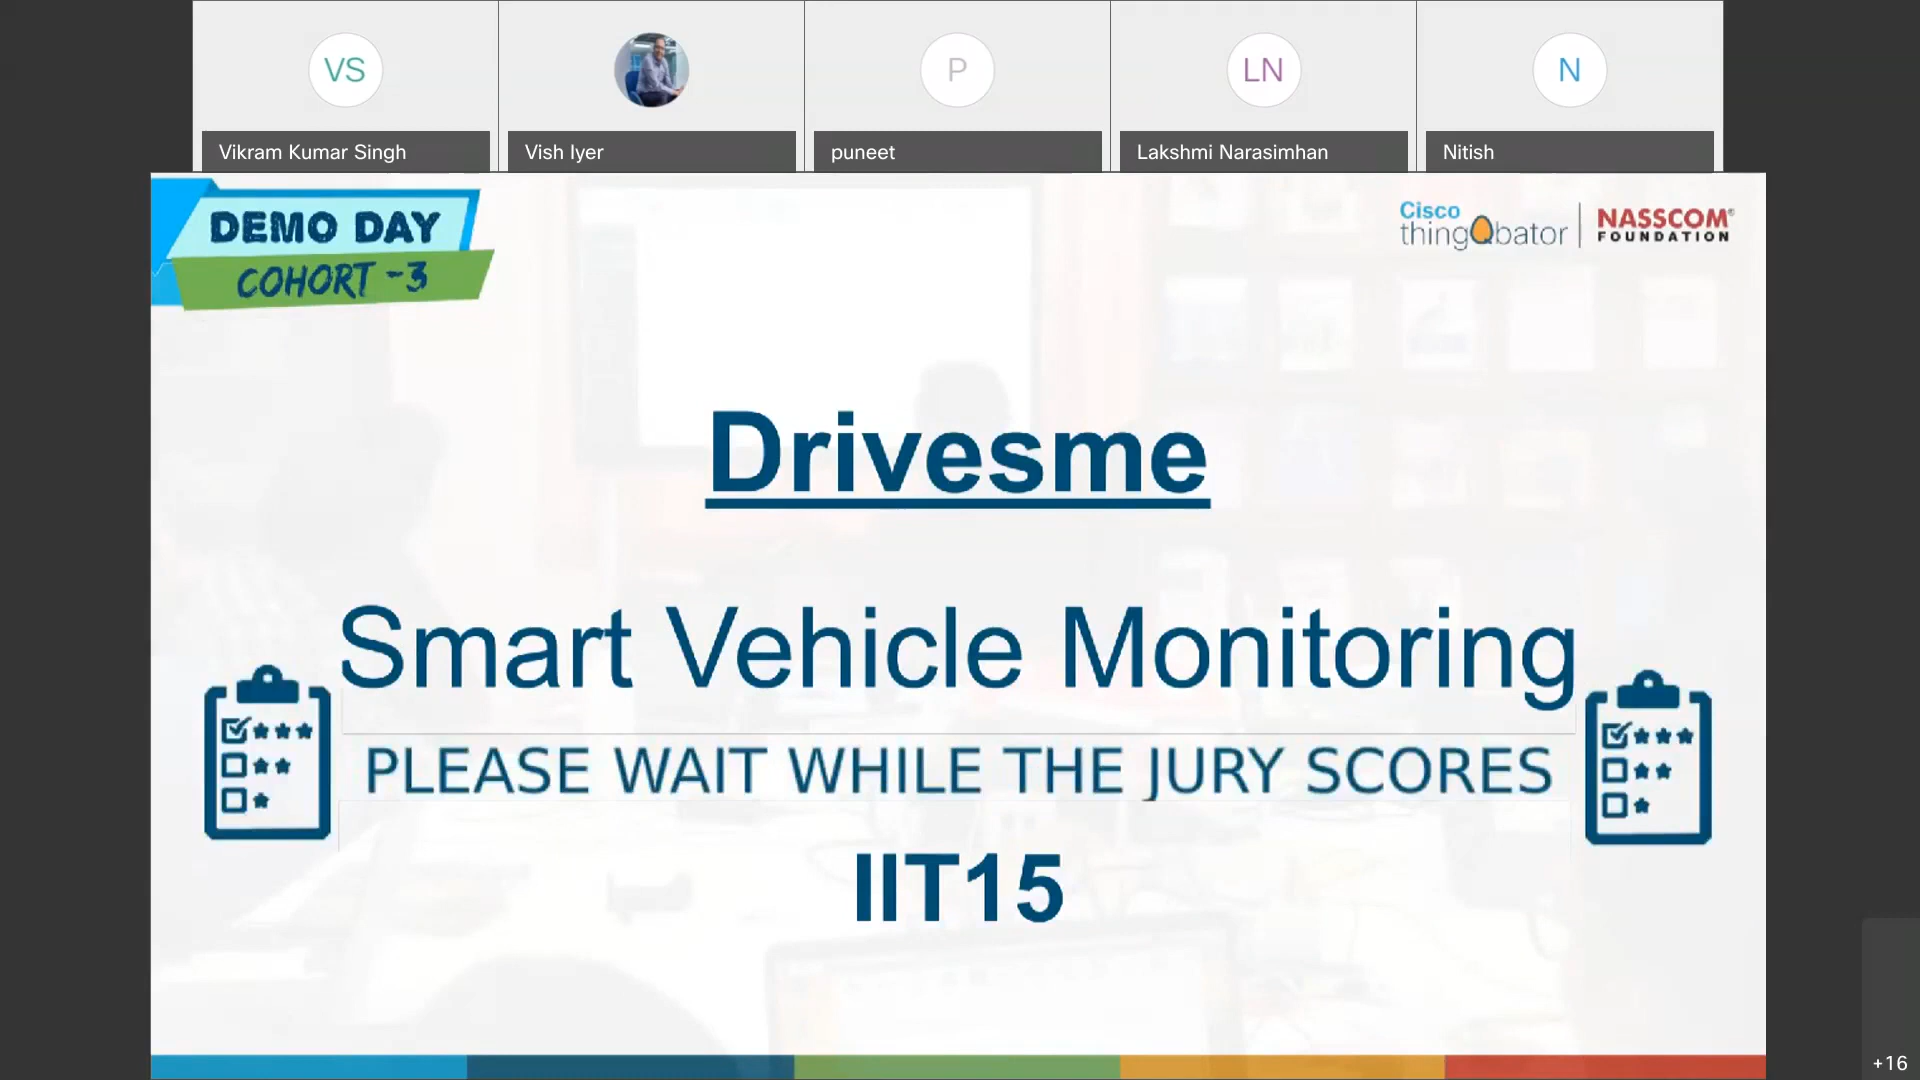 VS
P
LN
N
Vikram Kumar Singh
Vish Iyer
puneet
Lakshmi Narasimhan
Nitish
DEMO DAY
COHORT -3
Cisco
thingQbator
NASSCOM®
FOUNDATION
Drivesme
Smart Vehicle Monitoring
PLEASE WAIT WHILE THE JURY SCORES
IIT15
+16